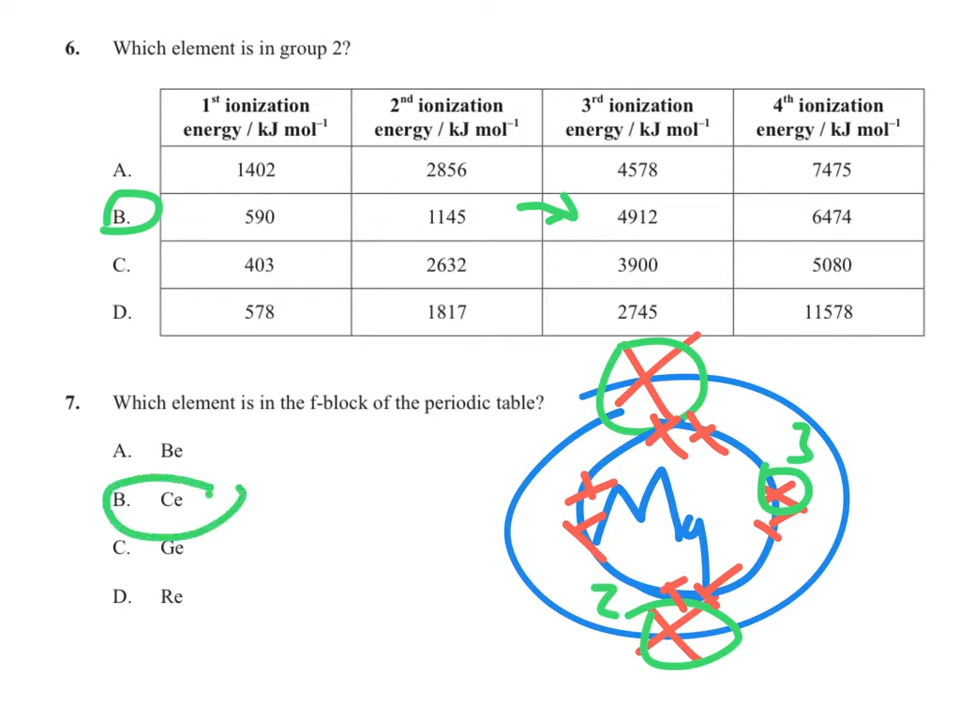 6. Which element is in group 2?
1st ionization energy / kJ mol⁻¹ 2nd ionization energy / kJ mol⁻¹ 3rd ionization energy / kJ mol⁻¹ 4th ionization energy / kJ mol⁻¹
A. 1402 2856 4578 7475
B. 590 1145 4912 6474
C. 403 2632 3900 5080
D. 578 1817 2745 11578
7. Which element is in the f-block of the periodic table?
A. Be
B. Ce
C. Ge
D. Re
3
Mg
2